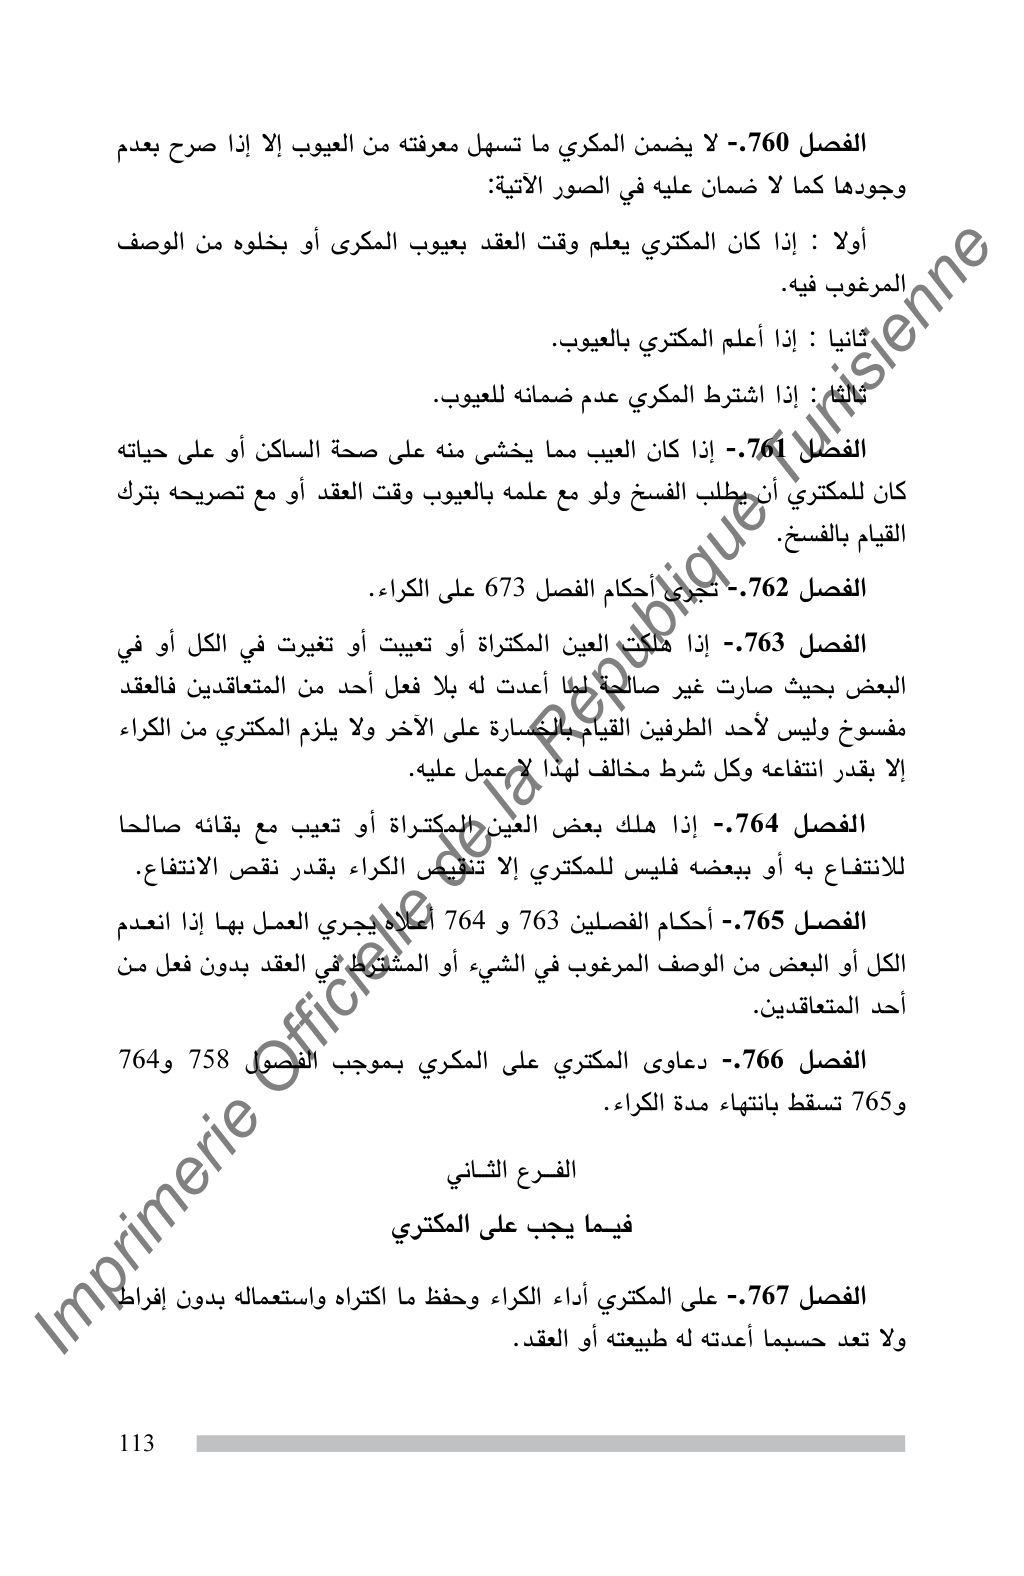 الفصل 760.- لا يضمن المكري ما تسهل معرفته من العيوب إلا إذا صرح بعدم
وجودها كما لا ضمان عليه في الصور الآتية:
أولا : إذا كان المكتري يعلم وقت العقد بعيوب المكرى أو بخلوه من الوصف
المرغوب فيه.
ثانيا : إذا أعلم المكتري بالعيوب.
ثالثا : إذا اشترط المكري عدم ضمانه للعيوب.
الفصل 761.- إذا كان العيب مما يخشى منه على صحة الساكن أو على حياته
كان للمكتري أن يطلب الفسخ ولو مع علمه بالعيوب وقت العقد أو مع تصريحه بترك
القيام بالفسخ.
الفصل 762.- تجرى أحكام الفصل 673 على الكراء.
الفصل 763.- إذا هلكت العين المكتراة أو تعيبت أو تغيرت في الكل أو في
البعض بحيث صارت غير صالحة لما أعدت له بلا فعل أحد من المتعاقدين فالعقد
مفسوخ وليس لأحد الطرفين القيام بالخسارة على الآخر ولا يلزم المكتري من الكراء
إلا بقدر انتفاعه وكل شرط مخالف لهذا لا عمل عليه.
الفصل 764.- إذا هلك بعض العين المكتراة أو تعيب مع بقائه صالحا
للانتفاع به أو ببعضه فليس للمكتري إلا تنقيص الكراء بقدر نقص الانتفاع.
الفصل 765.- أحكام الفصلين 763 و 764 أعلاه يجري العمل بها إذا انعدم
الكل أو البعض من الوصف المرغوب في الشيء أو المشترط في العقد بدون فعل من
أحد المتعاقدين.
الفصل 766.- دعاوى المكتري على المكري بموجب الفصول 758 و764
و765 تسقط بانتهاء مدة الكراء.
الفــرع الثــاني
فيــما يجب على المكتري
الفصل 767.- على المكتري أداء الكراء وحفظ ما اكتراه واستعماله بدون إفراط
ولا تعد حسبما أعدته له طبيعته أو العقد.
113
Imprimerie Officielle de la République Tunisienne